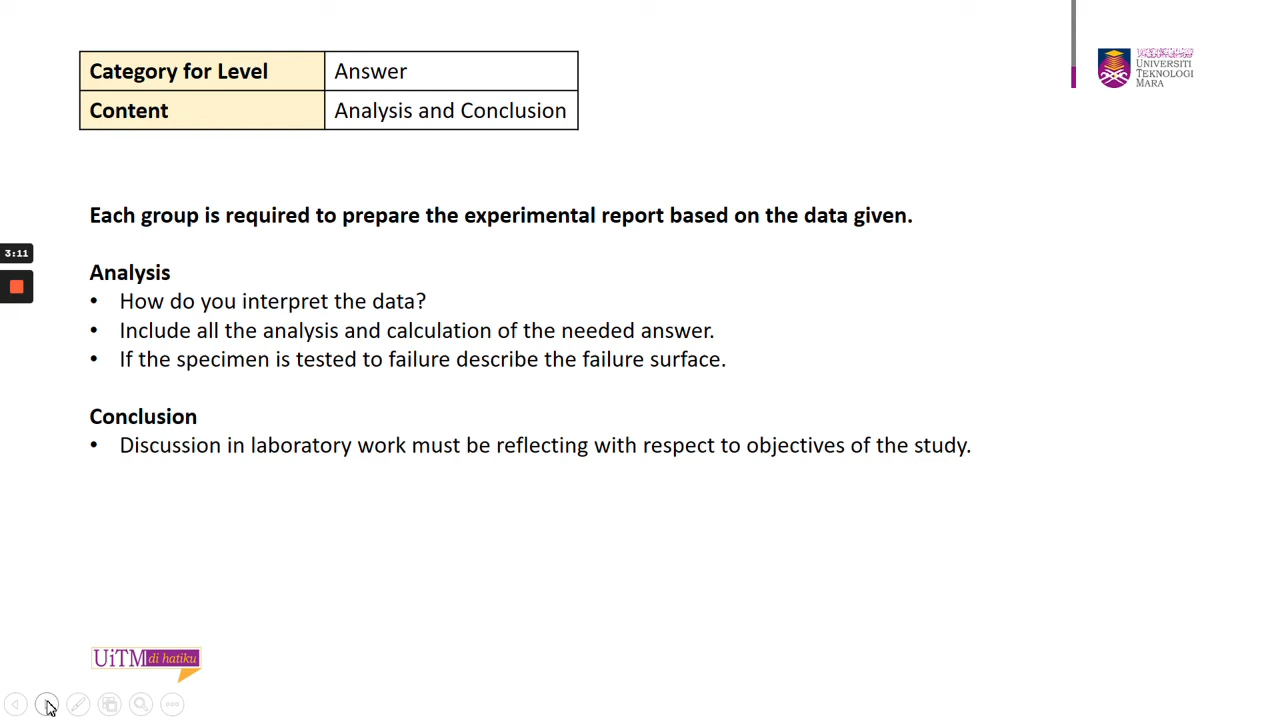 Category for Level Answer
Content Analysis and Conclusion
UNIVERSITI
TEKNOLOGI
MARA
Each group is required to prepare the experimental report based on the data given.
3:11
Analysis
• How do you interpret the data?
• Include all the analysis and calculation of the needed answer.
• If the specimen is tested to failure describe the failure surface.
Conclusion
• Discussion in laboratory work must be reflecting with respect to objectives of the study.
UiTM di hatiku